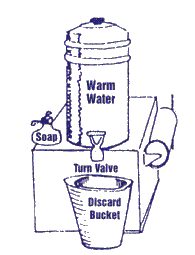 Warm
Water
Soap
Turn Valve
Discard
Bucket